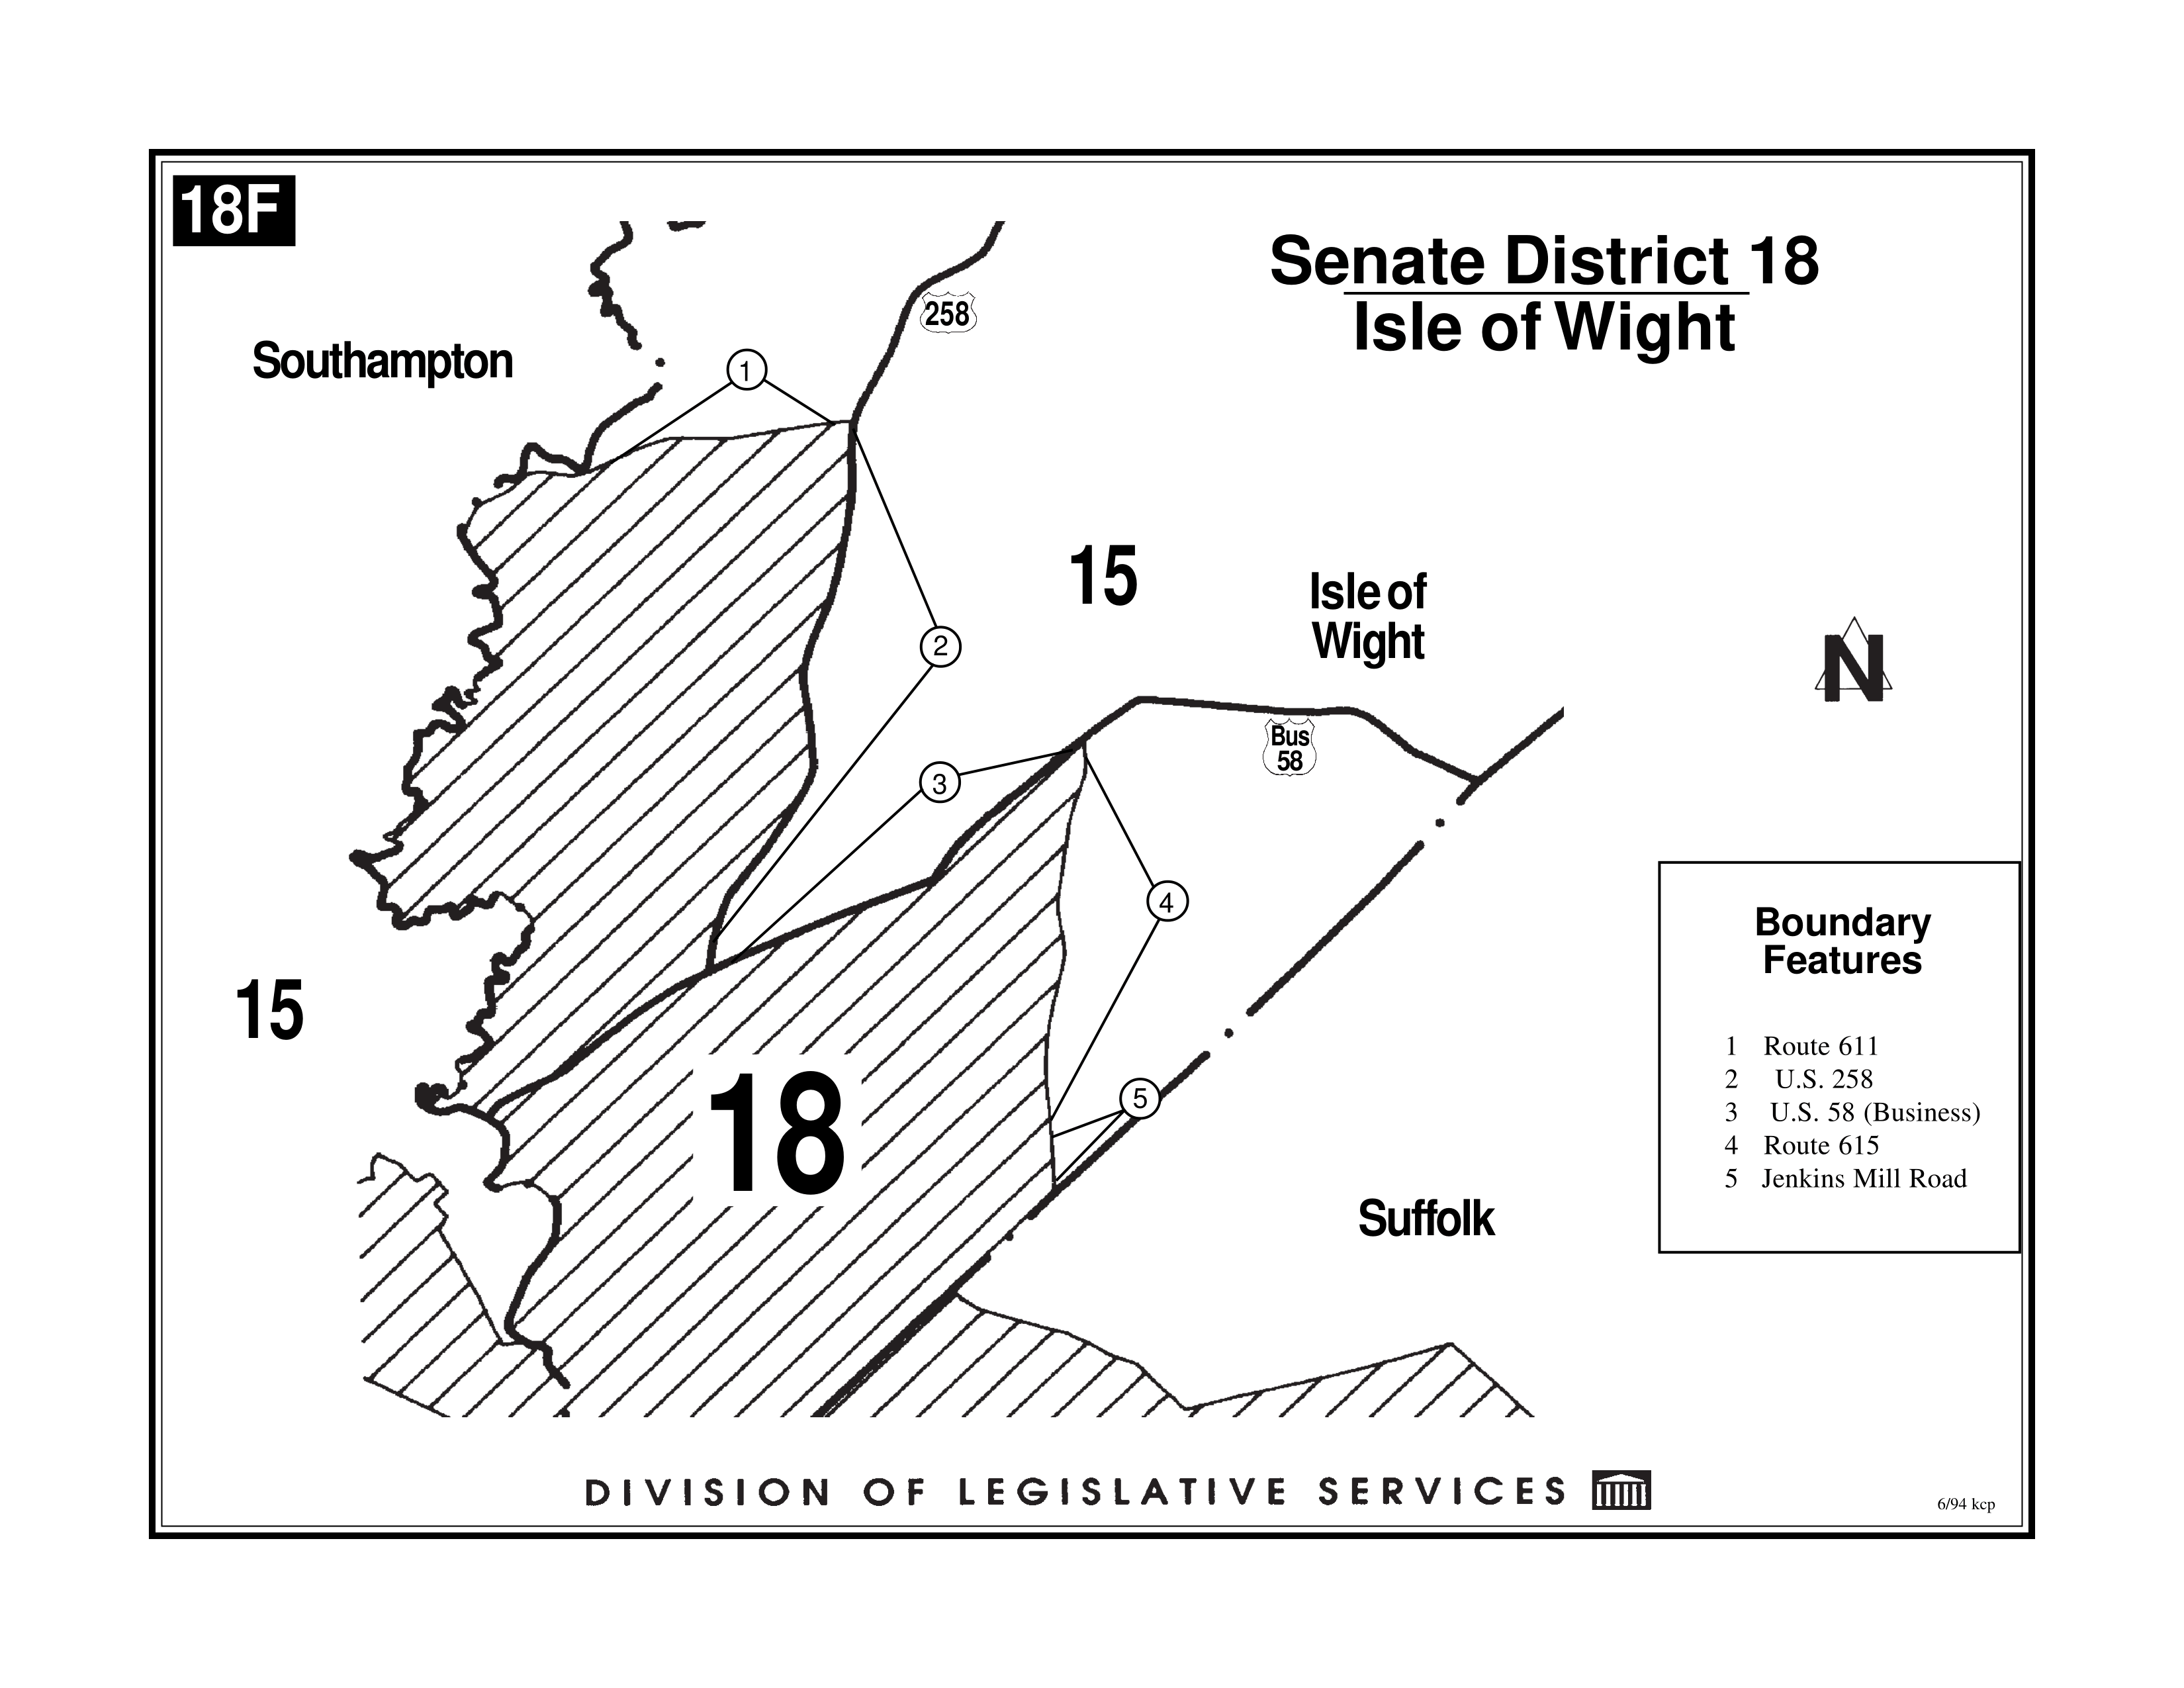 18F
Senate District 18
Isle of Wight
258
Southampton
1
15
Isle of
Wight
2
N
Bus
58
3
4
Boundary
Features
15
1 Route 611
2 U.S. 258
3 U.S. 58 (Business)
4 Route 615
5 Jenkins Mill Road
18
5
Suffolk
DIVISION OF LEGISLATIVE SERVICES
6/94 kcp